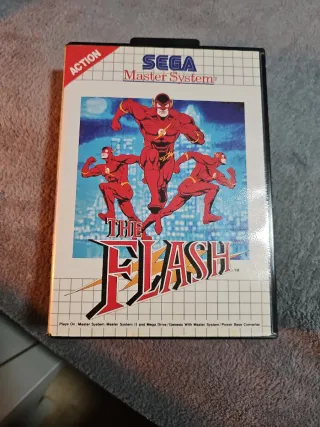 ACTION
SEGA
Master System®
THE
FLASH™
Plays On: Master System, Master System II and Mega Drive/Genesis With Master System/Power Base Converter.